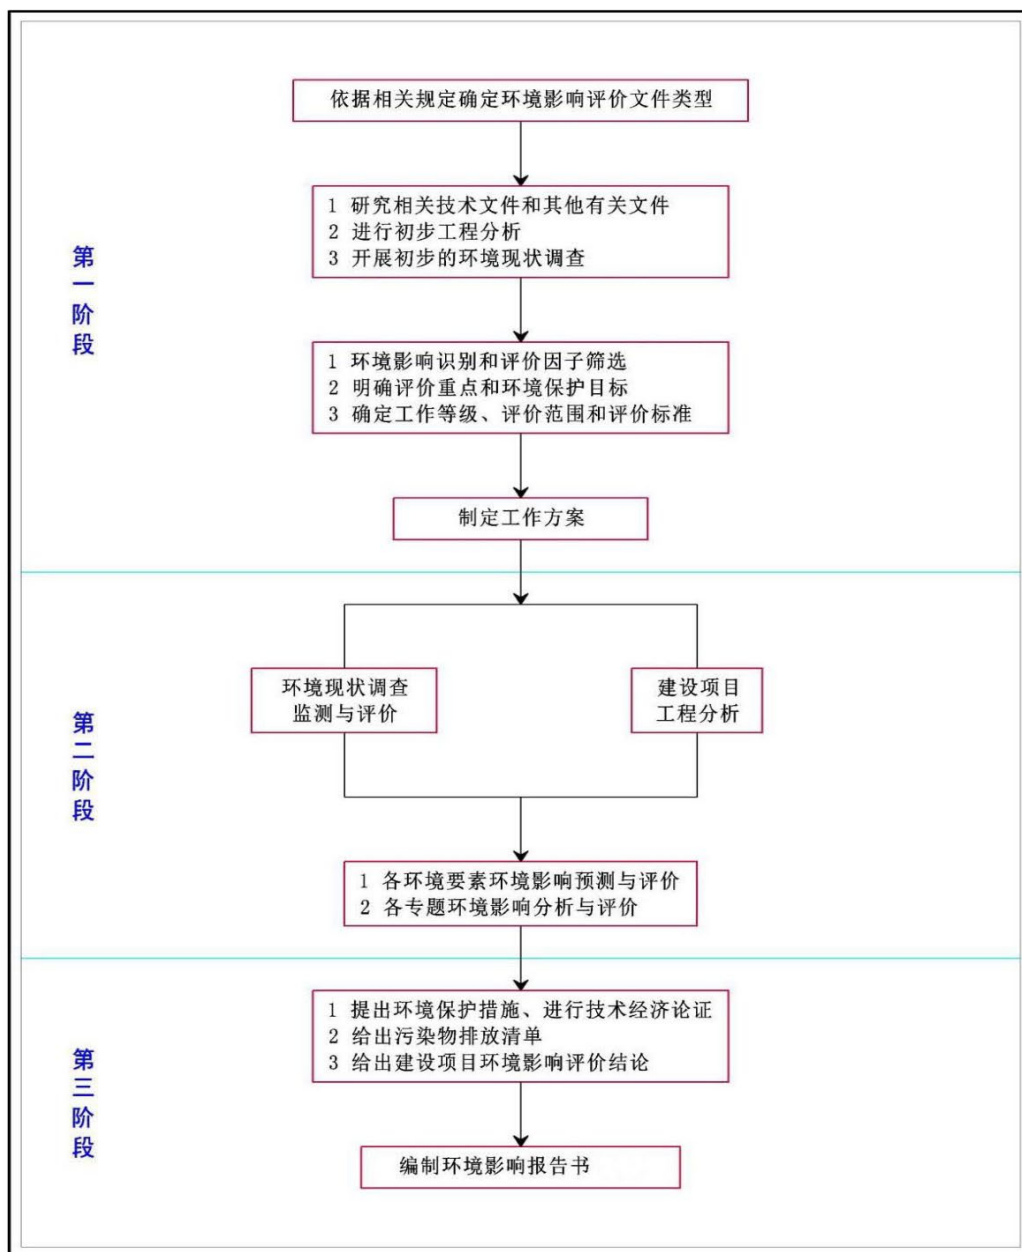 第一阶段
依据相关规定确定环境影响评价文件类型
1 研究相关技术文件和其他有关文件
2 进行初步工程分析
3 开展初步的环境现状调查
1 环境影响识别和评价因子筛选
2 明确评价重点和环境保护目标
3 确定工作等级、评价范围和评价标准
制定工作方案
第二阶段
环境现状调查
监测与评价
建设项目
工程分析
1 各环境要素环境影响预测与评价
2 各专题环境影响分析与评价
第三阶段
1 提出环境保护措施、进行技术经济论证
2 给出污染物排放清单
3 给出建设项目环境影响评价结论
编制环境影响报告书